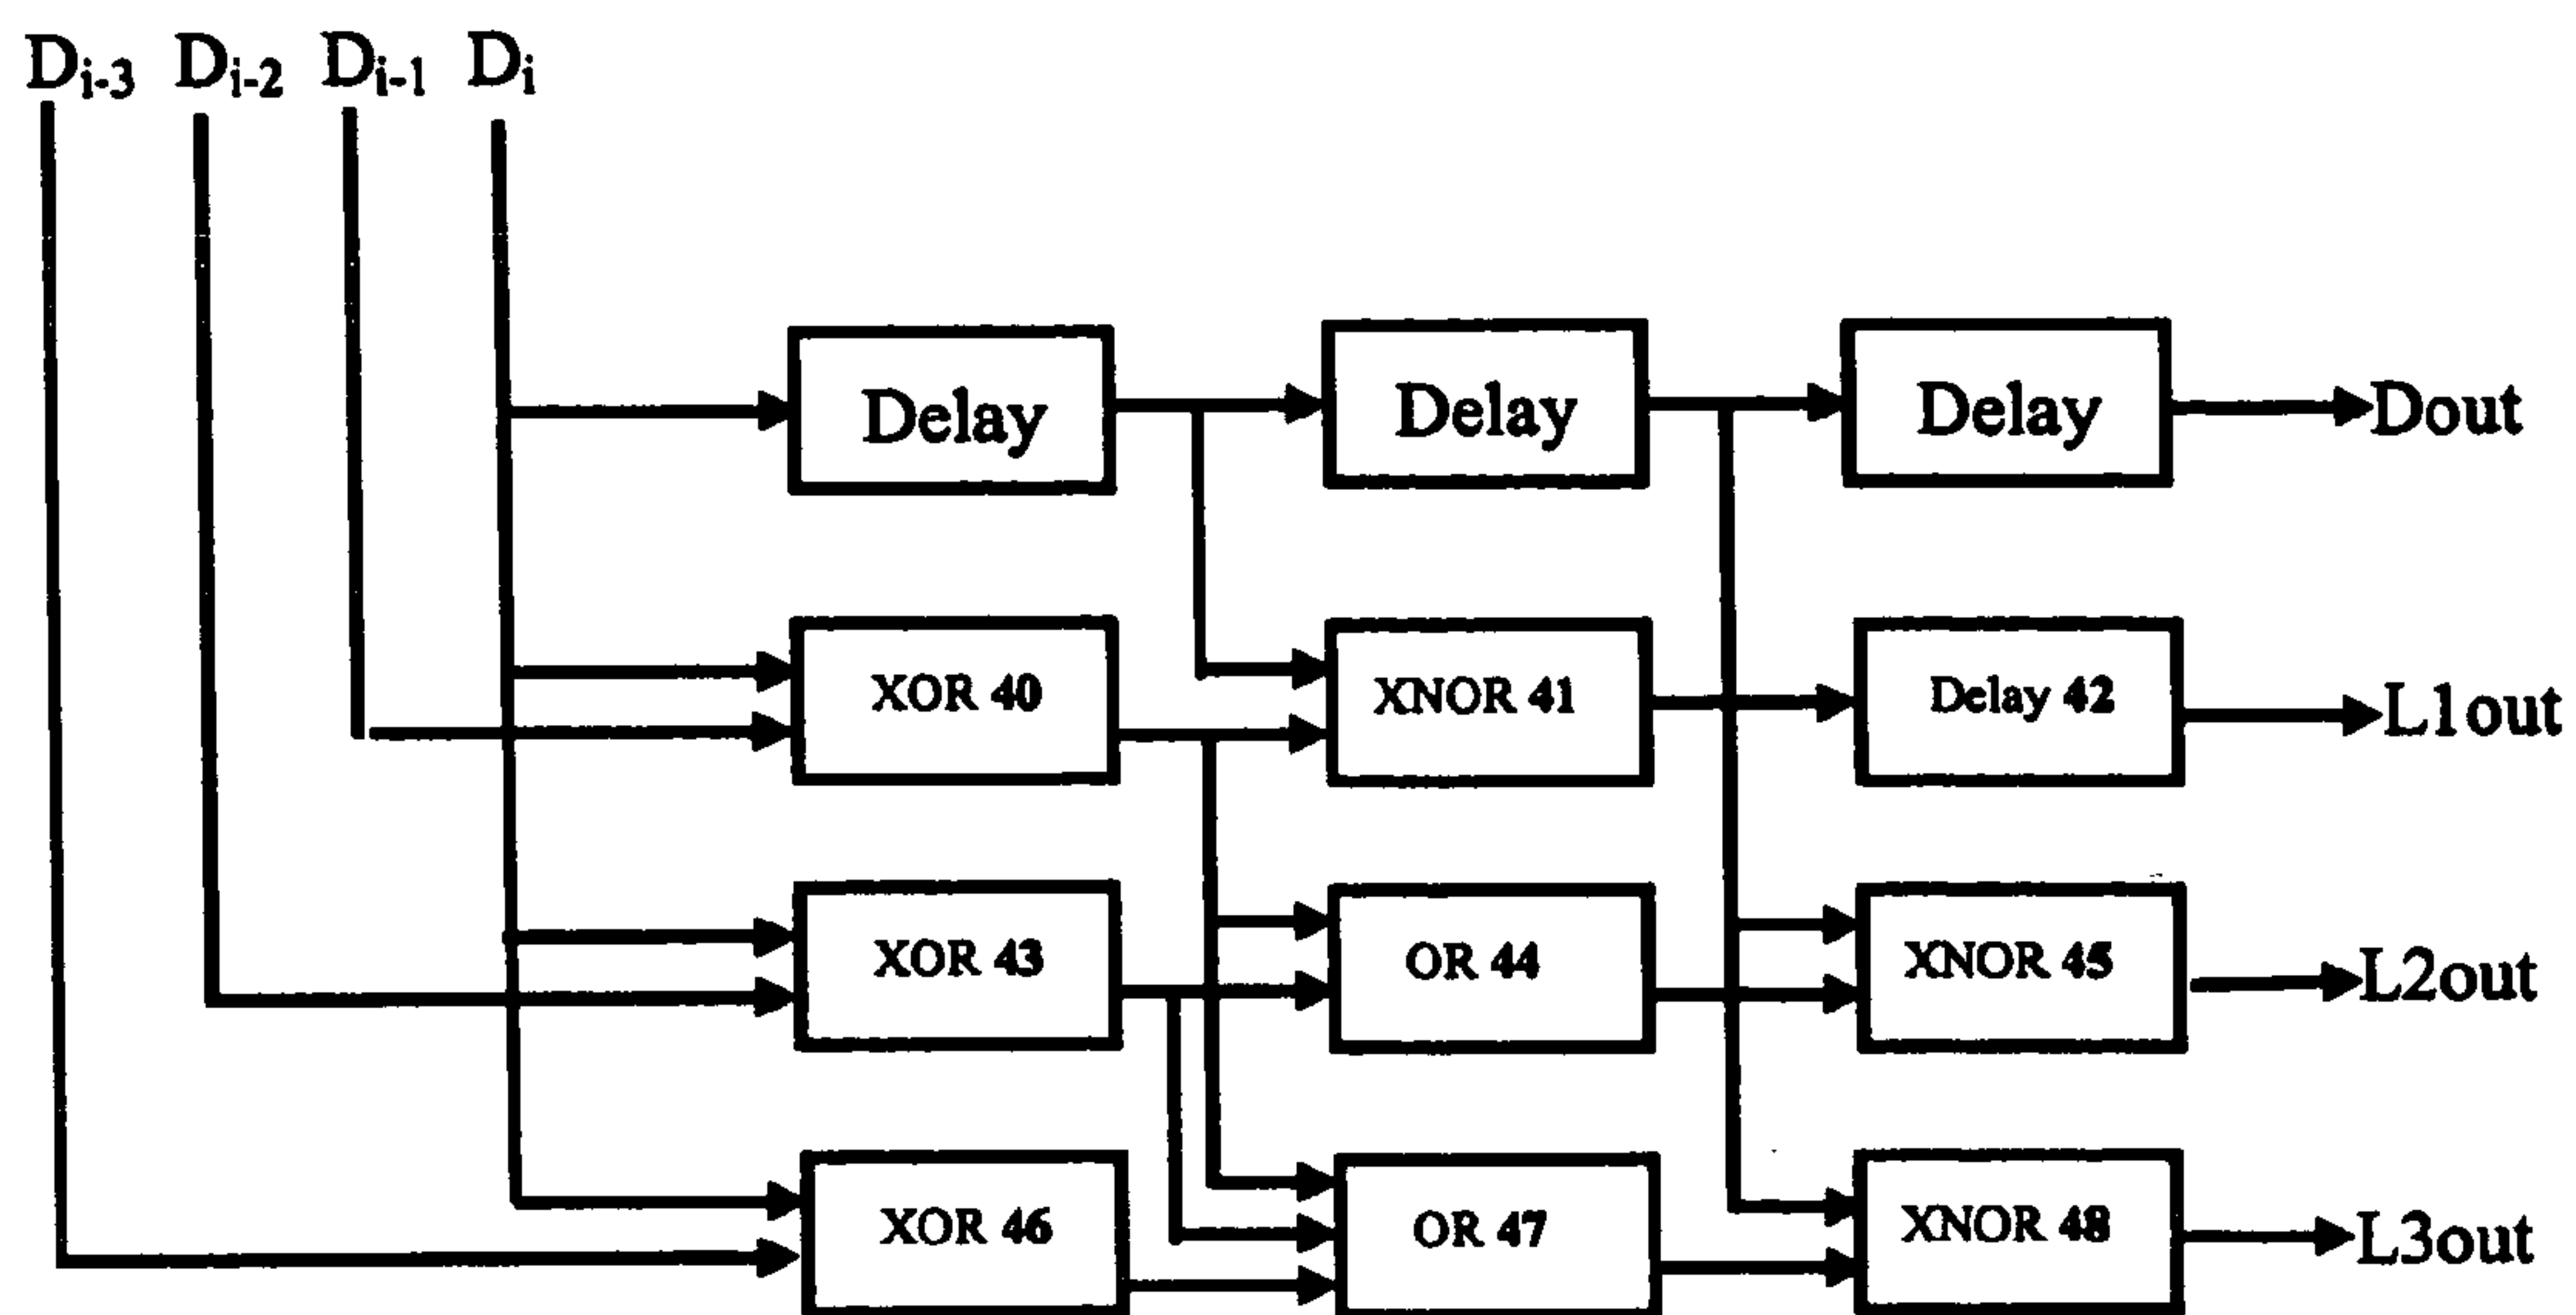 Di-3 Di-2 Di-1 Di
Delay Delay Delay Dout
XOR 40 XNOR 41 Delay 42 L1out
XOR 43 OR 44 XNOR 45 L2out
XOR 46 OR 47 XNOR 48 L3out